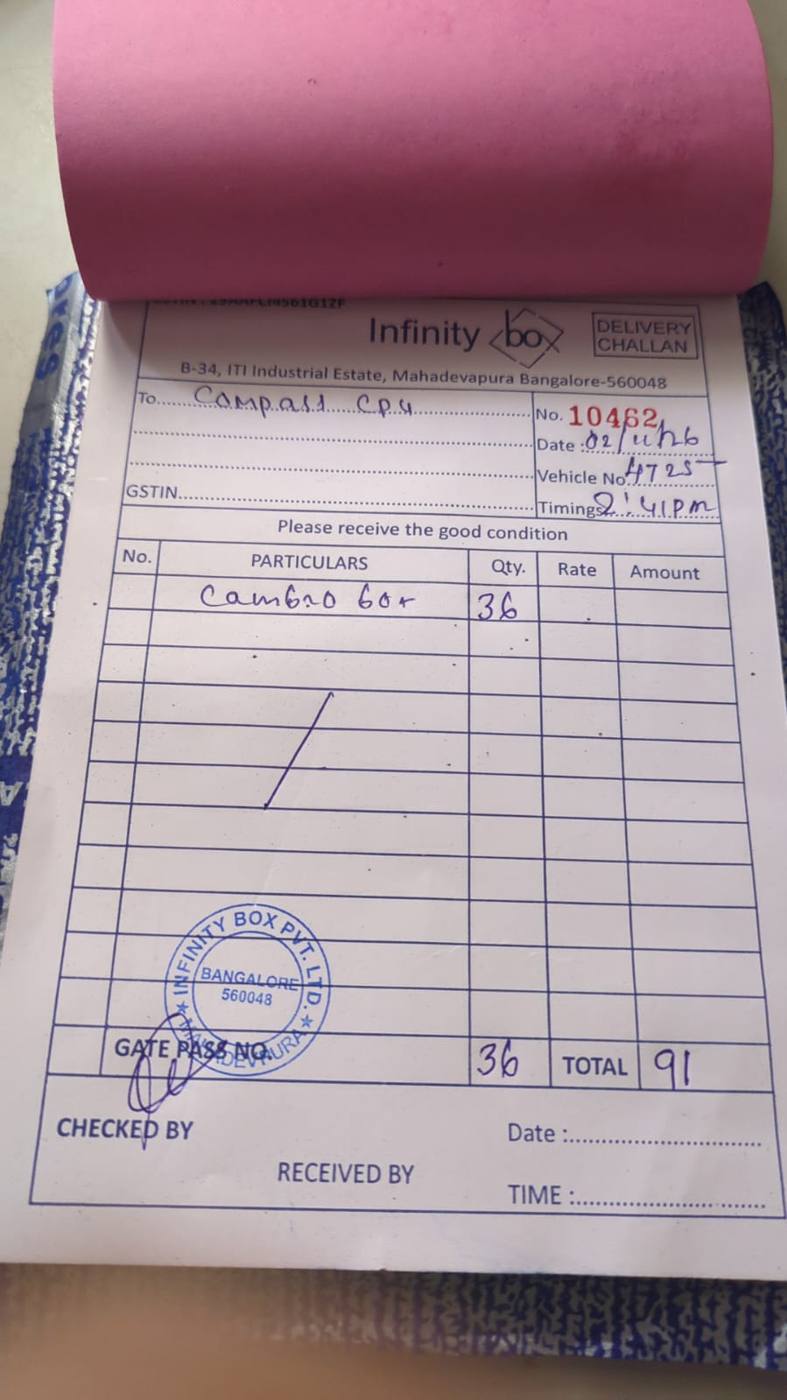 Infinity box
DELIVERY CHALLAN
B-34, ITI Industrial Estate, Mahadevapura Bangalore-560048
To Compass CPU
No. 10462
Date :02/4/26
Vehicle No. 4725
GSTIN
Timings 2:41 PM
Please receive the good condition
No. PARTICULARS Qty. Rate Amount
Cambro box 36
INFINITY BOX PVT. LTD.
BANGALORE
560048
MAHADEVPURA
GATE PASS NO. 36 TOTAL 91
CHECKED BY
Date :
RECEIVED BY
TIME :